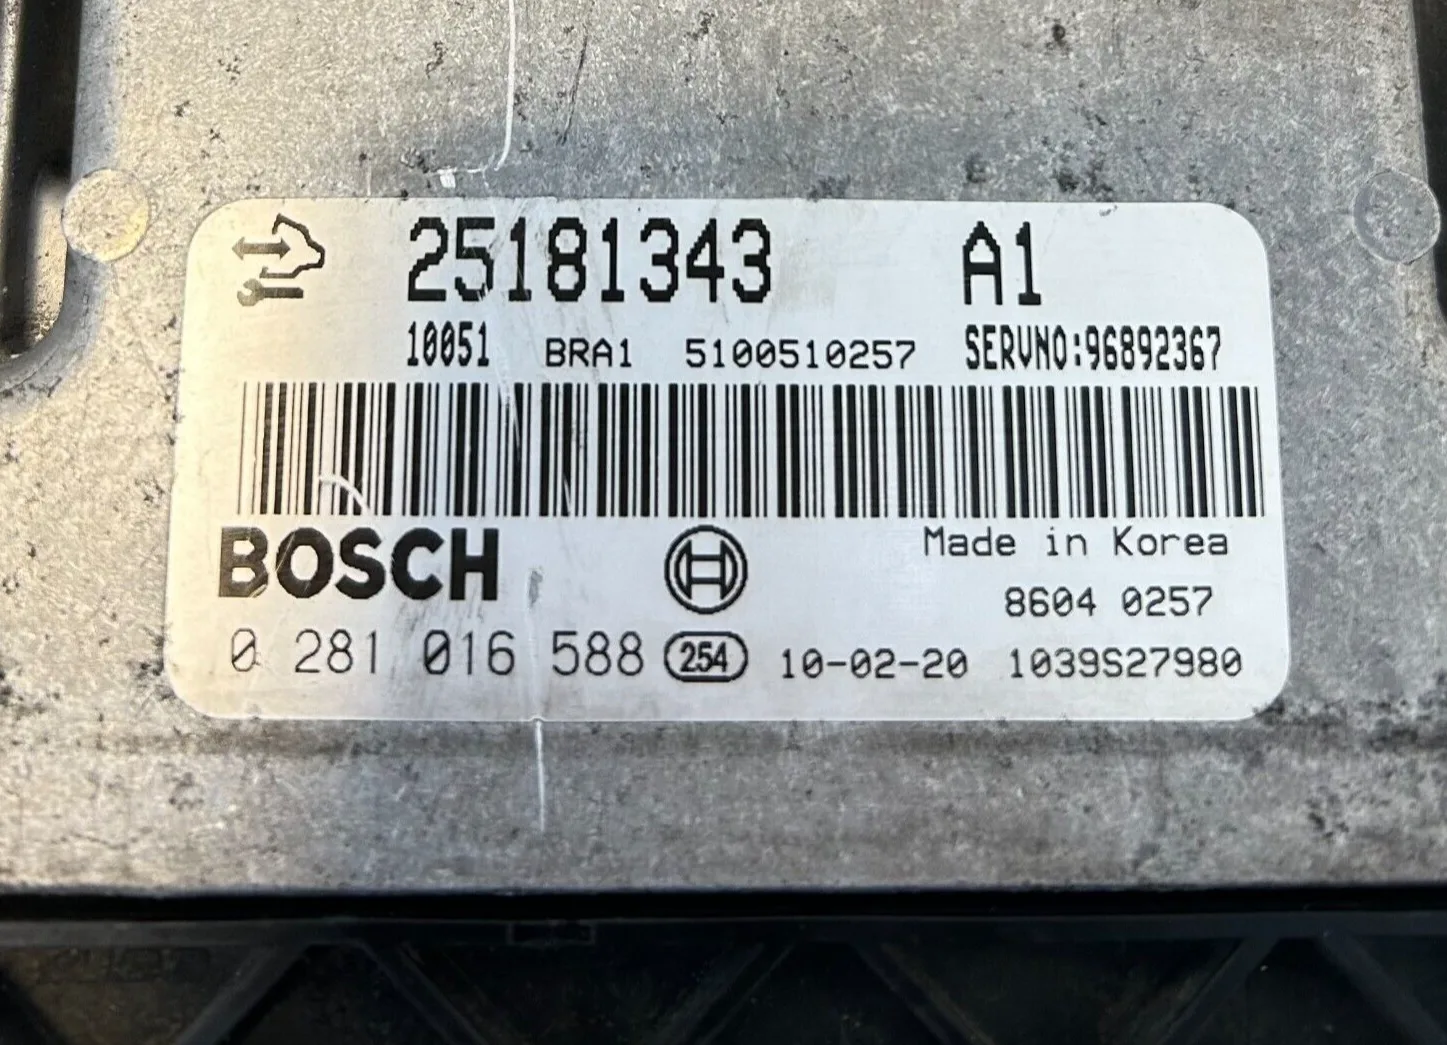 25181343 A1
10051 BRA1 5100510257 SERVNO:96892367
BOSCH
Made in Korea
8604 0257
0 281 016 588 254 10-02-20 1039S27980